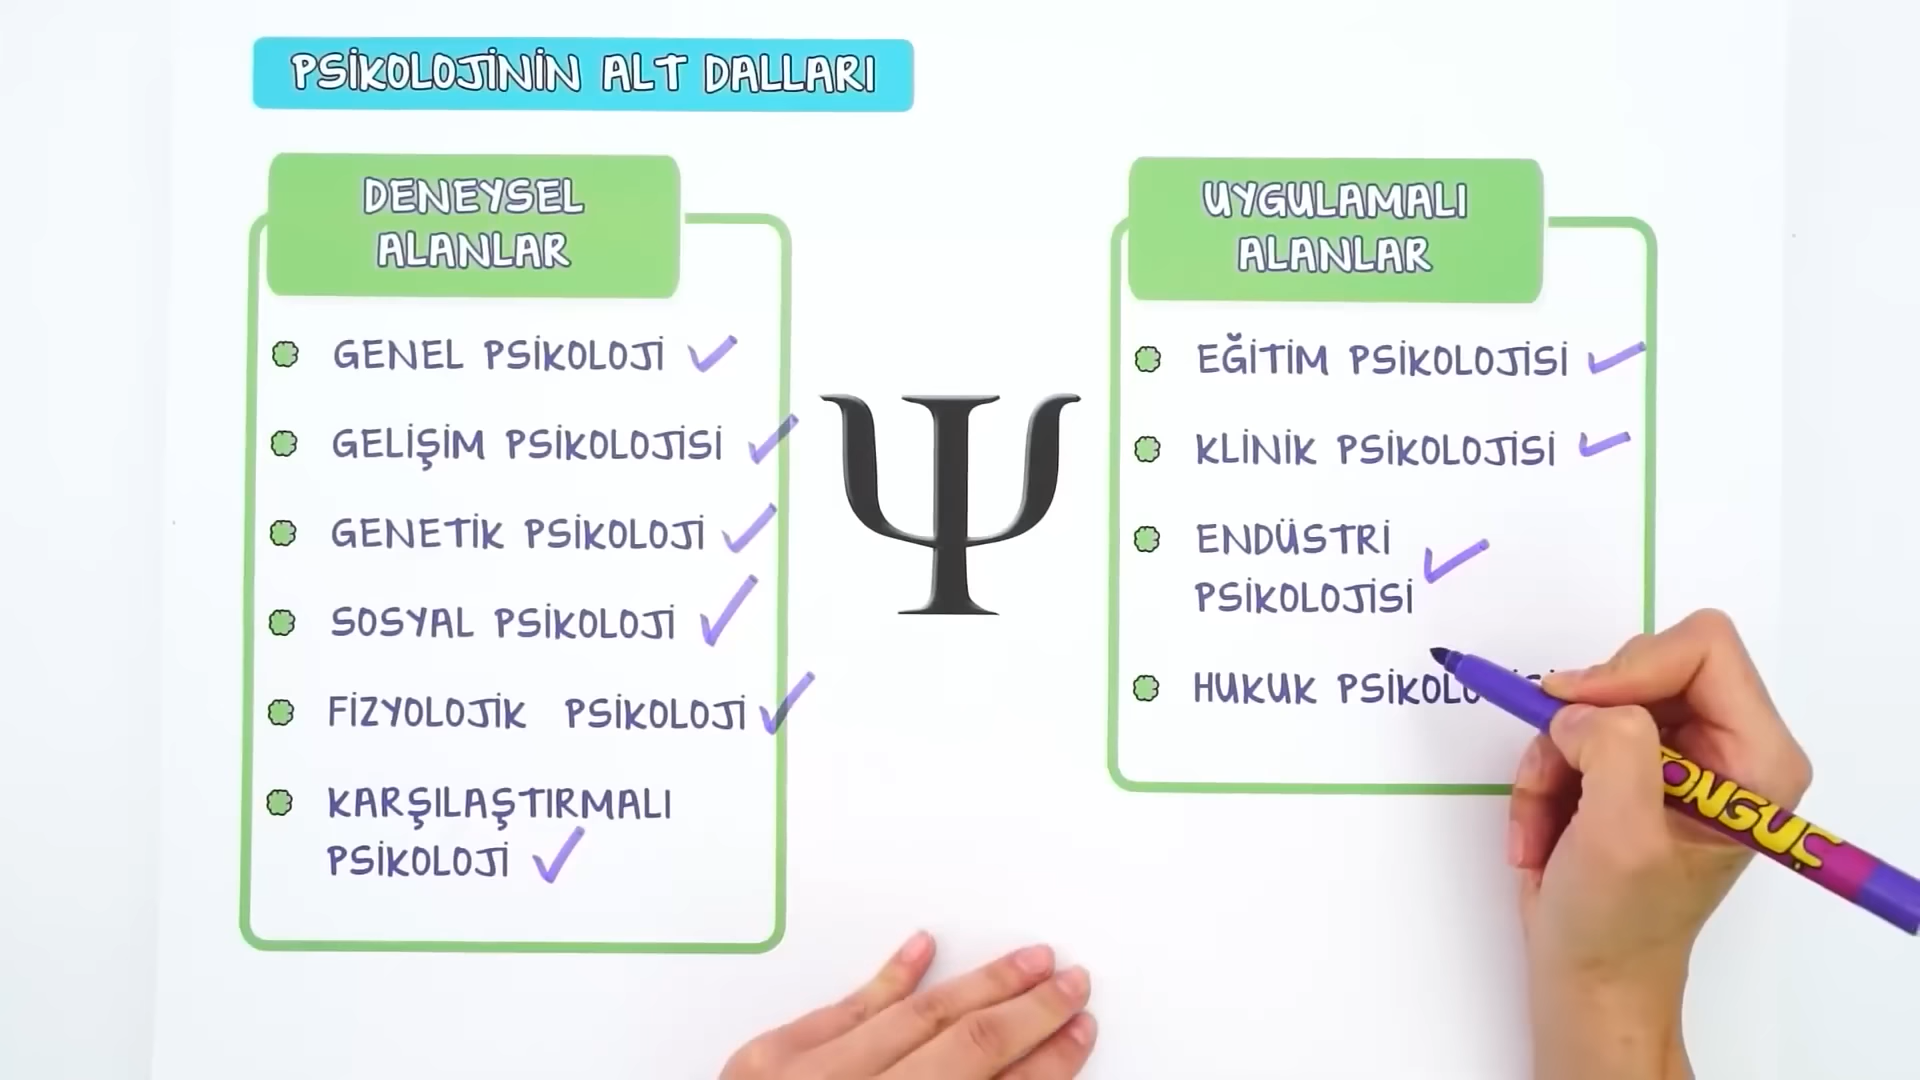 PSİKOLOJİNİN ALT DALLARI
DENEYSEL
ALANLAR
GENEL PSİKOLOJİ
GELİŞİM PSİKOLOJİSİ
GENETİK PSİKOLOJİ
SOSYAL PSİKOLOJİ
FİZYOLOJİK PSİKOLOJİ
KARŞILAŞTIRMALI
PSİKOLOJİ
UYGULAMALI
ALANLAR
EĞİTİM PSİKOLOJİSİ
KLİNİK PSİKOLOJİSİ
ENDÜSTRİ
PSİKOLOJİSİ
HUKUK
TONGUÇ